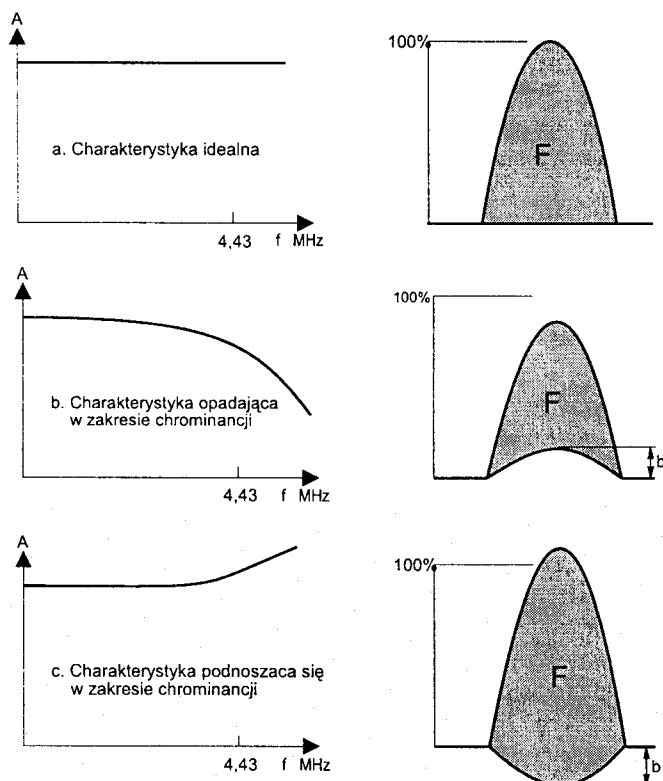 A
a. Charakterystyka idealna
4,43 f MHz
100%
F
A
b. Charakterystyka opadająca
w zakresie chrominancji
4,43 f MHz
100%
F
b
A
c. Charakterystyka podnoszaca się
w zakresie chrominancji
4,43 f MHz
100%
F
b